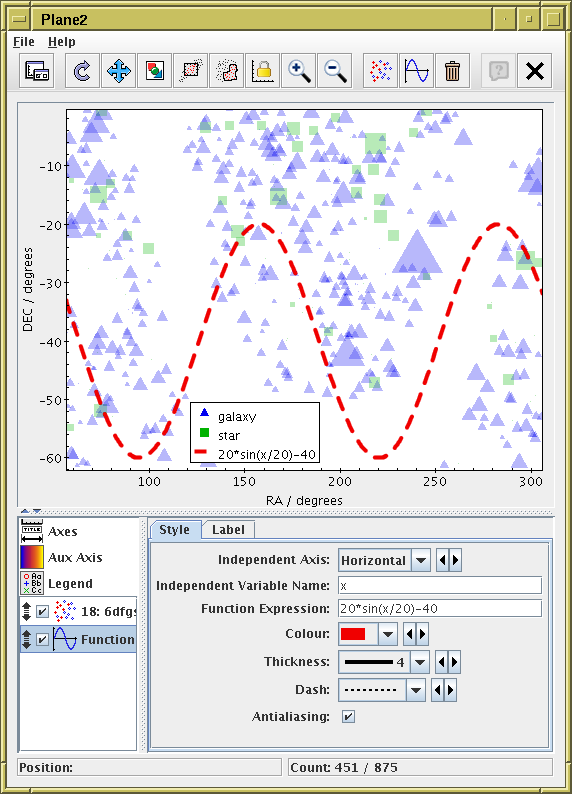 Plane2
File Help
−10
−20
−30
−40
−50
−60
DEC / degrees
galaxy
star
20*sin(x/20)−40
100
150
200
250
300
RA / degrees
Axes
Aux Axis
Legend
18: 6dfgs
Function
Style Label
Independent Axis: Horizontal
Independent Variable Name: x
Function Expression: 20*sin(x/20)−40
Colour:
Thickness: 4
Dash:
Antialiasing:
Position: Count: 451 / 875